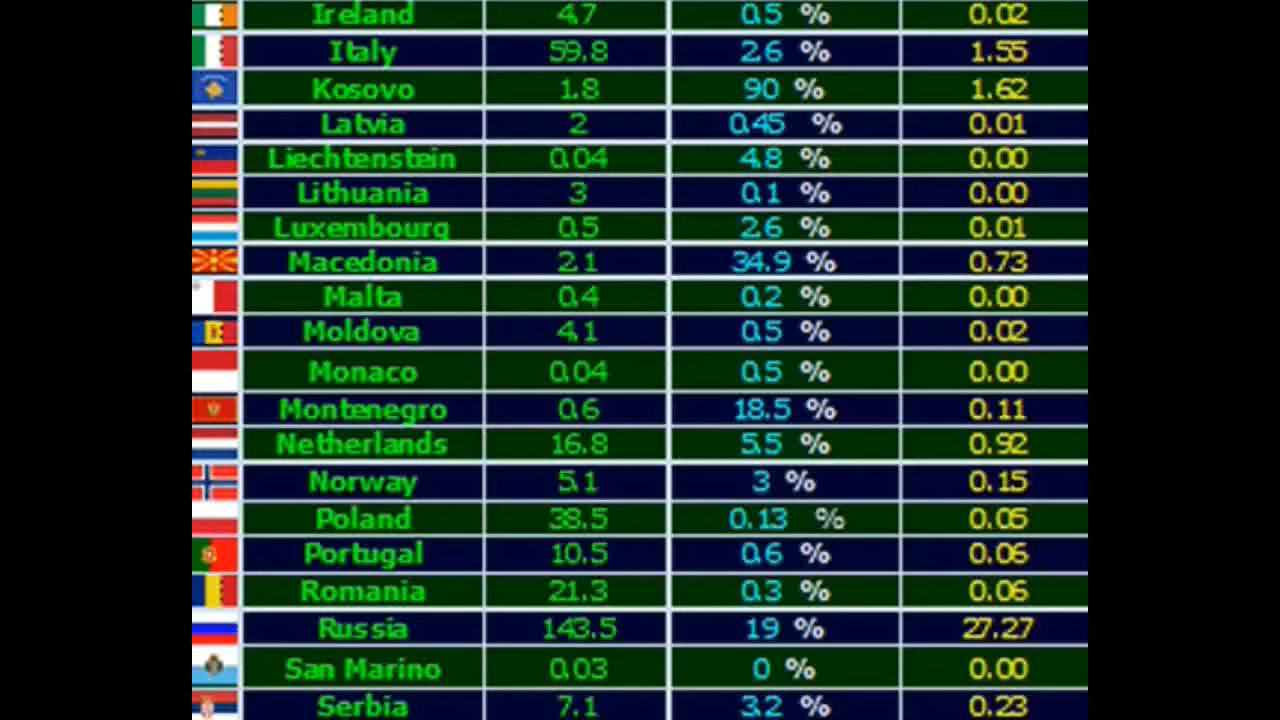 Ireland 4.7 0.5 % 0.02
Italy 59.8 2.6 % 1.55
Kosovo 1.8 90 % 1.62
Latvia 2 0.45 % 0.01
Liechtenstein 0.04 4.8 % 0.00
Lithuania 3 0.1 % 0.00
Luxembourg 0.5 2.6 % 0.01
Macedonia 2.1 34.9 % 0.73
Malta 0.4 0.2 % 0.00
Moldova 4.1 0.5 % 0.02
Monaco 0.04 0.5 % 0.00
Montenegro 0.6 18.5 % 0.11
Netherlands 16.8 5.5 % 0.92
Norway 5.1 3 % 0.15
Poland 38.5 0.13 % 0.05
Portugal 10.5 0.6 % 0.06
Romania 21.3 0.3 % 0.06
Russia 143.5 19 % 27.27
San Marino 0.03 0 % 0.00
Serbia 7.1 3.2 % 0.23